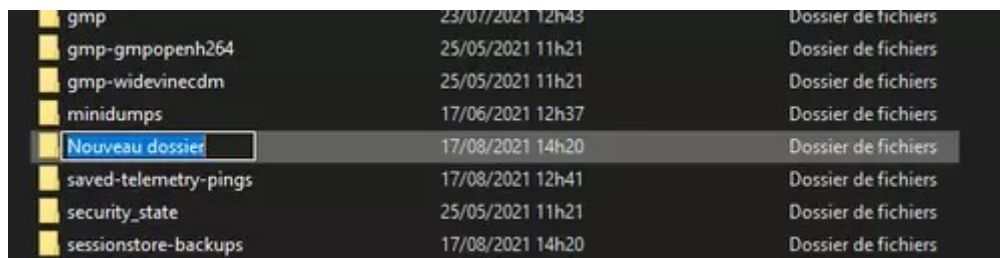 gmp 23/07/2021 12h43 Dossier de fichiers
gmp-gmpopenh264 25/05/2021 11h21 Dossier de fichiers
gmp-widevinecdm 25/05/2021 11h21 Dossier de fichiers
minidumps 17/06/2021 12h37 Dossier de fichiers
Nouveau dossier 17/08/2021 14h20 Dossier de fichiers
saved-telemetry-pings 17/08/2021 12h41 Dossier de fichiers
security_state 25/05/2021 11h21 Dossier de fichiers
sessionstore-backups 17/08/2021 14h20 Dossier de fichiers